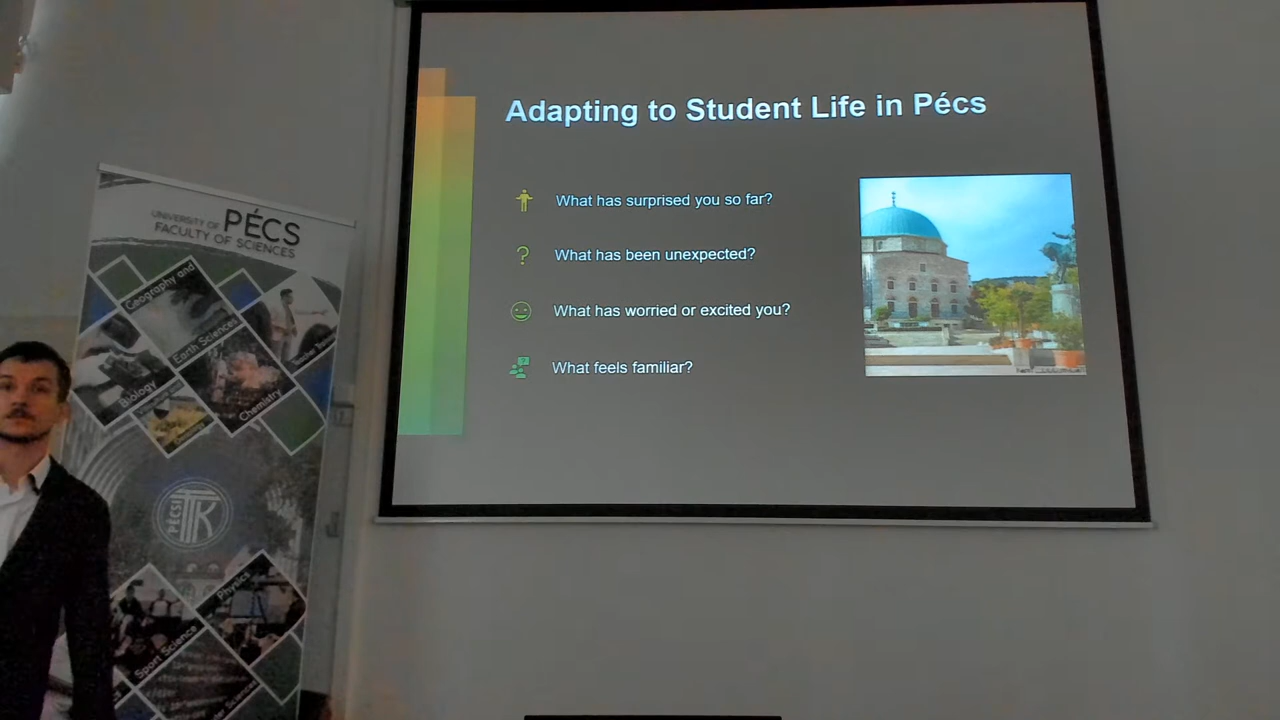 Adapting to Student Life in Pécs
What has surprised you so far?
What has been unexpected?
What has worried or excited you?
What feels familiar?
UNIVERSITY OF PÉCS
FACULTY OF SCIENCES
Geography and
Earth Sciences
Biology
Chemistry
PÉCSI TTK
Physics
Sport Science